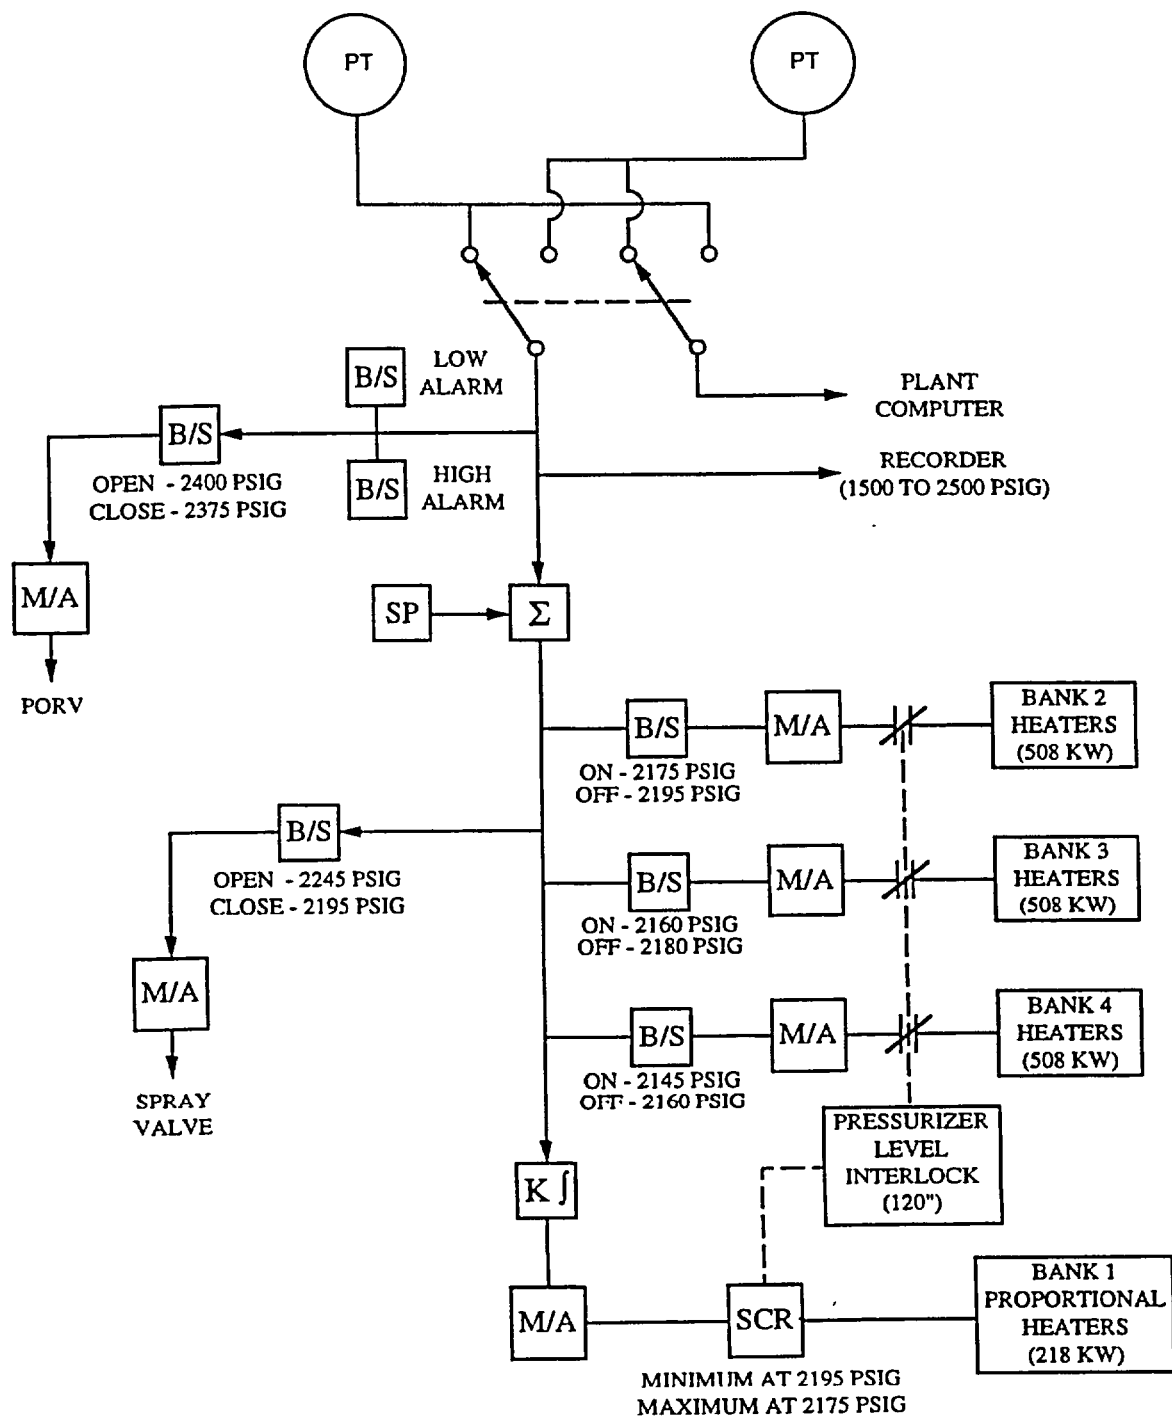 PT
PT
B/S
LOW
ALARM
PLANT
COMPUTER
B/S
OPEN - 2400 PSIG
CLOSE - 2375 PSIG
B/S
HIGH
ALARM
RECORDER
(1500 TO 2500 PSIG)
M/A
PORV
SP
Σ
B/S
ON - 2175 PSIG
OFF - 2195 PSIG
M/A
BANK 2
HEATERS
(508 KW)
B/S
OPEN - 2245 PSIG
CLOSE - 2195 PSIG
M/A
SPRAY
VALVE
B/S
ON - 2160 PSIG
OFF - 2180 PSIG
M/A
BANK 3
HEATERS
(508 KW)
B/S
ON - 2145 PSIG
OFF - 2160 PSIG
M/A
BANK 4
HEATERS
(508 KW)
PRESSURIZER
LEVEL
INTERLOCK
(120")
K ∫
M/A
SCR
MINIMUM AT 2195 PSIG
MAXIMUM AT 2175 PSIG
BANK 1
PROPORTIONAL
HEATERS
(218 KW)